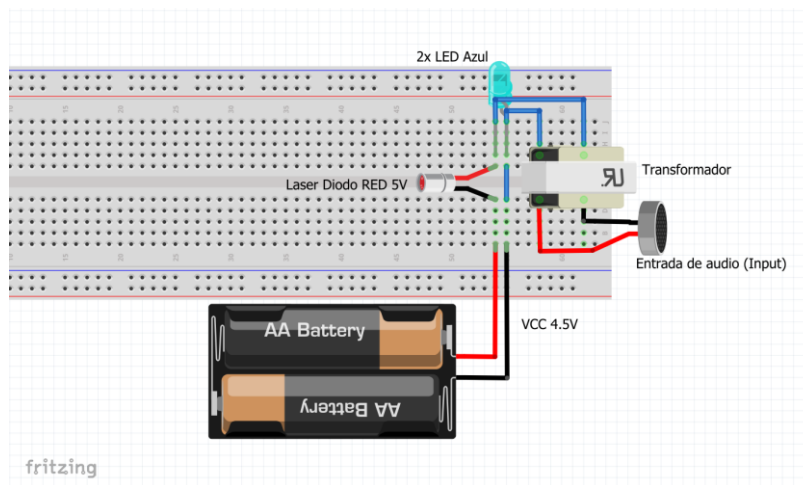 2x LED Azul
Transformador
Laser Diodo RED 5V
Entrada de audio (Input)
VCC 4.5V
AA Battery
AA Battery
fritzing